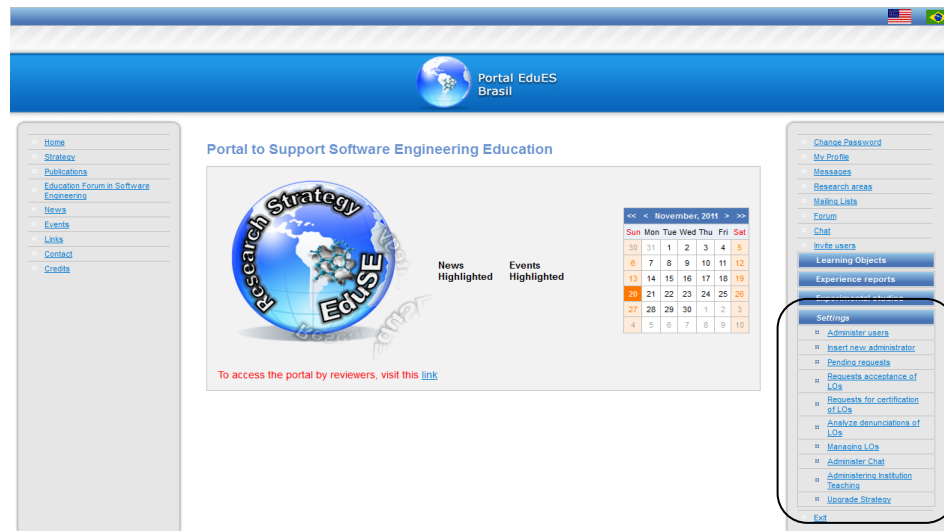 Portal EduES
Brasil
Home
Strategy
Publications
Education Forum in Software
Engineering
News
Events
Links
Contact
Credits
Portal to Support Software Engineering Education
Research Strategy
EduSE
News
Highlighted
Events
Highlighted
<< < November, 2011 > >>
Sun Mon Tue Wed Thu Fri Sat
30 31 1 2 3 4 5
6 7 8 9 10 11 12
13 14 15 16 17 18 19
20 21 22 23 24 25 26
27 28 29 30 1 2 3
4 5 6 7 8 9 10
To access the portal by reviewers, visit this link
Change Password
My Profile
Messages
Research areas
Mailing Lists
Forum
Chat
Invite users
Learning Objects
Experience reports
Experimental studies
Settings
Administer users
Insert new administrator
Pending requests
Requests acceptance of
LOs
Requests for certification
of LOs
Analyze denunciations of
LOs
Managing LOs
Administer Chat
Administering Institution
Teaching
Upgrade Strategy
Exit